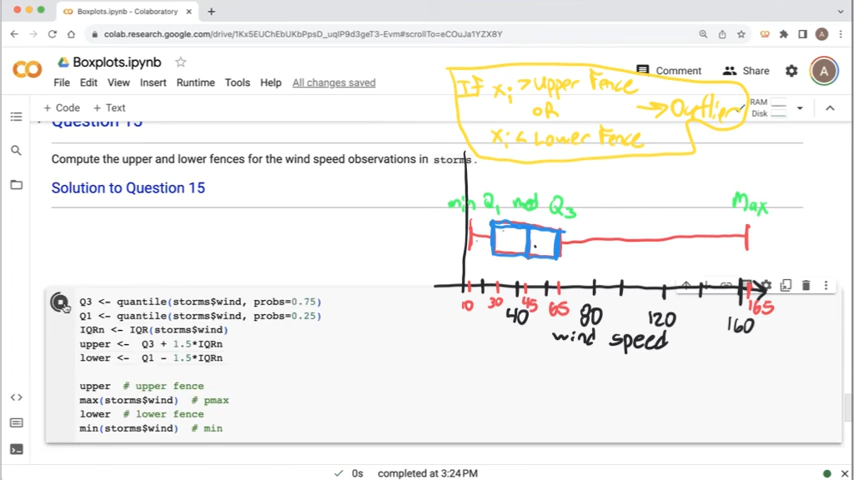 Boxplots.ipynb - Colaboratory
colab.research.google.com/drive/1Kx5EUChEbUKbPpsD_uqlP9d3geT3-Evm#scrollTo=eCOuJa1YZX8Y
Boxplots.ipynb
File Edit View Insert Runtime Tools Help All changes saved
Comment Share A
+ Code + Text
RAM
Disk
If xi > Upper Fence
OR → Outlier
xi < Lower Fence
Question 15
Compute the upper and lower fences for the wind speed observations in storms.
Solution to Question 15
min Q1 med Q3 Max
10 30 40 45 65 80 120 160 165
wind speed
Q3 <- quantile(storms$wind, probs=0.75)
Q1 <- quantile(storms$wind, probs=0.25)
IQRn <- IQR(storms$wind)
upper <- Q3 + 1.5*IQRn
lower <- Q1 - 1.5*IQRn
upper # upper fence
max(storms$wind) # pmax
lower # lower fence
min(storms$wind) # min
0s completed at 3:24 PM